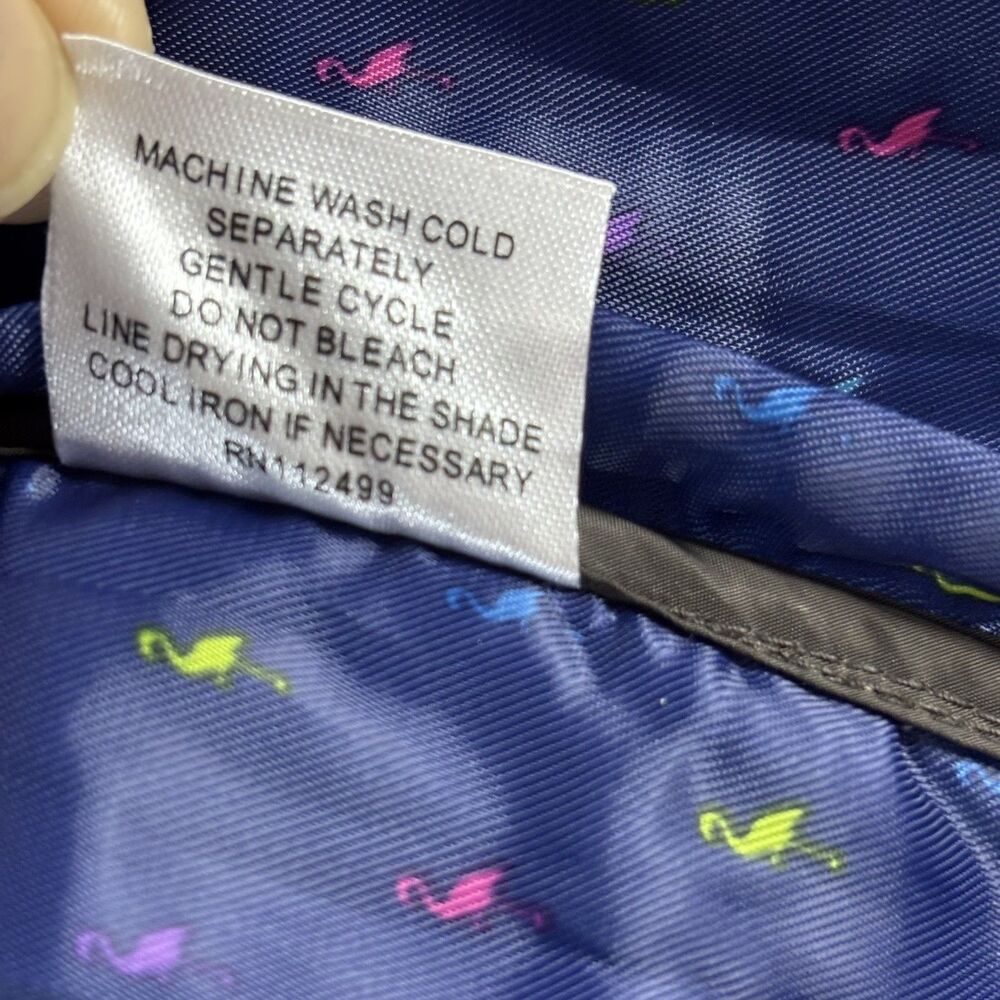 MACHINE WASH COLD
SEPARATELY
GENTLE CYCLE
DO NOT BLEACH
LINE DRYING IN THE SHADE
COOL IRON IF NECESSARY
RN112499